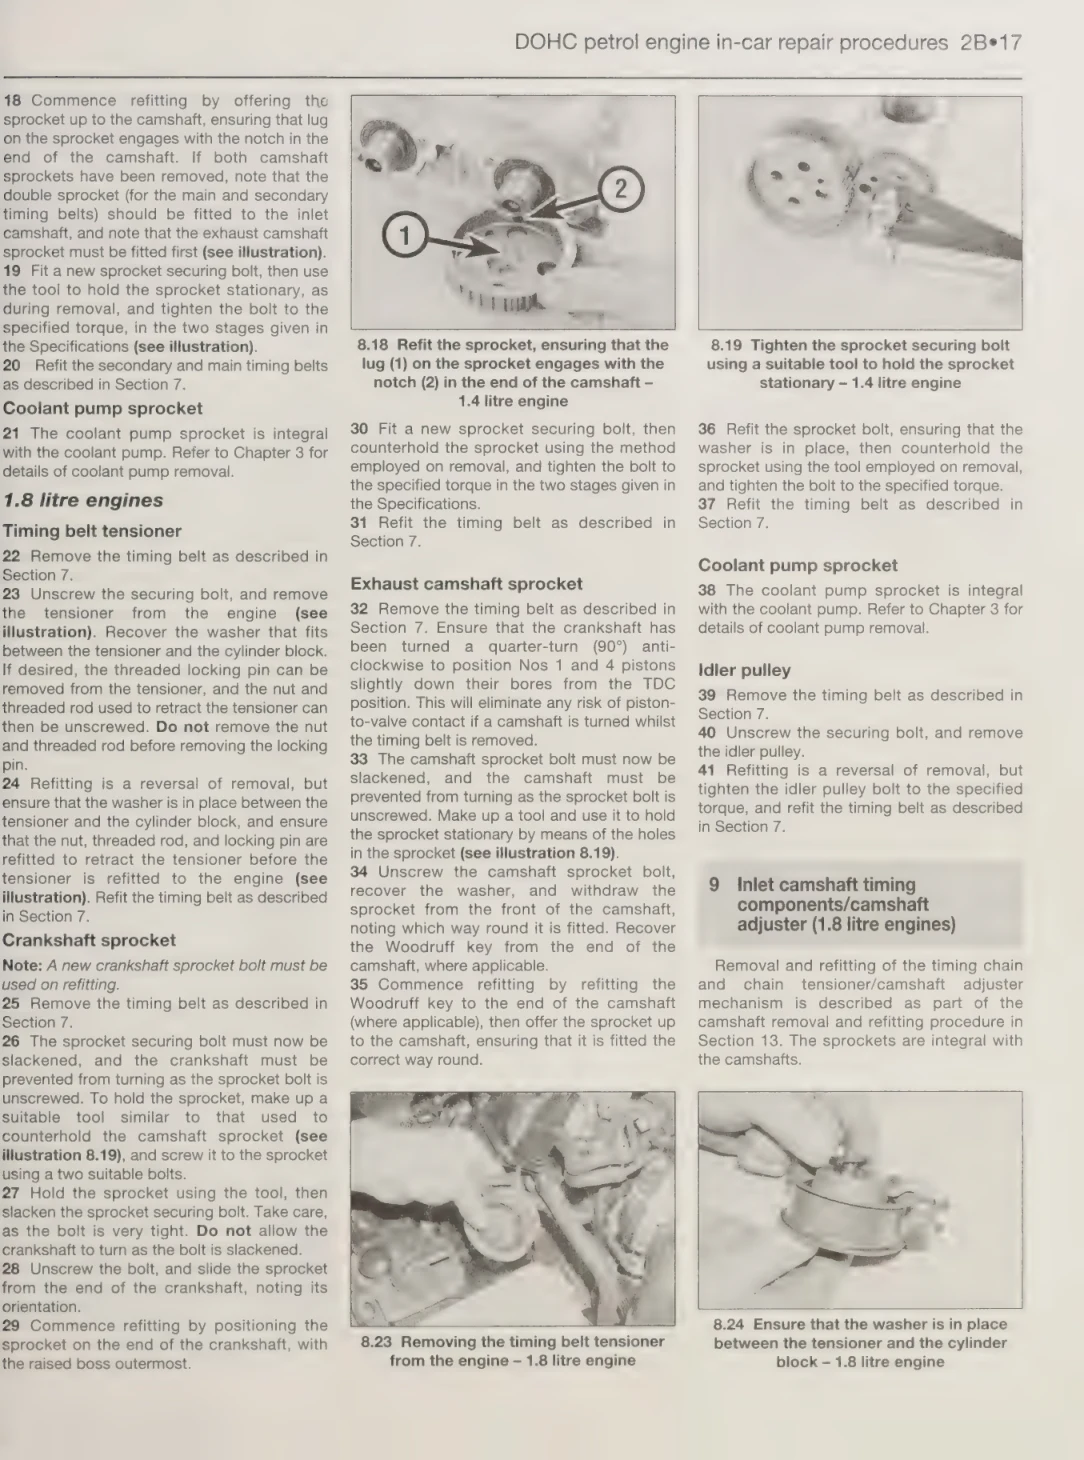 DOHC petrol engine in-car repair procedures 2B•17
18 Commence refitting by offering the
sprocket up to the camshaft, ensuring that lug
on the sprocket engages with the notch in the
end of the camshaft. If both camshaft
sprockets have been removed, note that the
double sprocket (for the main and secondary
timing belts) should be fitted to the inlet
camshaft, and note that the exhaust camshaft
sprocket must be fitted first (see illustration).
19 Fit a new sprocket securing bolt, then use
the tool to hold the sprocket stationary, as
during removal, and tighten the bolt to the
specified torque, in the two stages given in
the Specifications (see illustration).
20 Refit the secondary and main timing belts
as described in Section 7.
Coolant pump sprocket
21 The coolant pump sprocket is integral
with the coolant pump. Refer to Chapter 3 for
details of coolant pump removal.
1.8 litre engines
Timing belt tensioner
22 Remove the timing belt as described in
Section 7.
23 Unscrew the securing bolt, and remove
the tensioner from the engine (see
illustration). Recover the washer that fits
between the tensioner and the cylinder block.
If desired, the threaded locking pin can be
removed from the tensioner, and the nut and
threaded rod used to retract the tensioner can
then be unscrewed. Do not remove the nut
and threaded rod before removing the locking
pin.
24 Refitting is a reversal of removal, but
ensure that the washer is in place between the
tensioner and the cylinder block, and ensure
that the nut, threaded rod, and locking pin are
refitted to retract the tensioner before the
tensioner is refitted to the engine (see
illustration). Refit the timing belt as described
in Section 7.
Crankshaft sprocket
Note: A new crankshaft sprocket bolt must be
used on refitting.
25 Remove the timing belt as described in
Section 7.
26 The sprocket securing bolt must now be
slackened, and the crankshaft must be
prevented from turning as the sprocket bolt is
unscrewed. To hold the sprocket, make up a
suitable tool similar to that used to
counterhold the camshaft sprocket (see
illustration 8.19), and screw it to the sprocket
using a two suitable bolts.
27 Hold the sprocket using the tool, then
slacken the sprocket securing bolt. Take care,
as the bolt is very tight. Do not allow the
crankshaft to turn as the bolt is slackened.
28 Unscrew the bolt, and slide the sprocket
from the end of the crankshaft, noting its
orientation.
29 Commence refitting by positioning the
sprocket on the end of the crankshaft, with
the raised boss outermost.
1
2
8.18 Refit the sprocket, ensuring that the
lug (1) on the sprocket engages with the
notch (2) in the end of the camshaft –
1.4 litre engine
30 Fit a new sprocket securing bolt, then
counterhold the sprocket using the method
employed on removal, and tighten the bolt to
the specified torque in the two stages given in
the Specifications.
31 Refit the timing belt as described in
Section 7.
Exhaust camshaft sprocket
32 Remove the timing belt as described in
Section 7. Ensure that the crankshaft has
been turned a quarter-turn (90°) anti-
clockwise to position Nos 1 and 4 pistons
slightly down their bores from the TDC
position. This will eliminate any risk of piston-
to-valve contact if a camshaft is turned whilst
the timing belt is removed.
33 The camshaft sprocket bolt must now be
slackened, and the camshaft must be
prevented from turning as the sprocket bolt is
unscrewed. Make up a tool and use it to hold
the sprocket stationary by means of the holes
in the sprocket (see illustration 8.19).
34 Unscrew the camshaft sprocket bolt,
recover the washer, and withdraw the
sprocket from the front of the camshaft,
noting which way round it is fitted. Recover
the Woodruff key from the end of the
camshaft, where applicable.
35 Commence refitting by refitting the
Woodruff key to the end of the camshaft
(where applicable), then offer the sprocket up
to the camshaft, ensuring that it is fitted the
correct way round.
8.23 Removing the timing belt tensioner
from the engine – 1.8 litre engine
8.19 Tighten the sprocket securing bolt
using a suitable tool to hold the sprocket
stationary – 1.4 litre engine
36 Refit the sprocket bolt, ensuring that the
washer is in place, then counterhold the
sprocket using the tool employed on removal,
and tighten the bolt to the specified torque.
37 Refit the timing belt as described in
Section 7.
Coolant pump sprocket
38 The coolant pump sprocket is integral
with the coolant pump. Refer to Chapter 3 for
details of coolant pump removal.
Idler pulley
39 Remove the timing belt as described in
Section 7.
40 Unscrew the securing bolt, and remove
the idler pulley.
41 Refitting is a reversal of removal, but
tighten the idler pulley bolt to the specified
torque, and refit the timing belt as described
in Section 7.
9 Inlet camshaft timing
components/camshaft
adjuster (1.8 litre engines)
Removal and refitting of the timing chain
and chain tensioner/camshaft adjuster
mechanism is described as part of the
camshaft removal and refitting procedure in
Section 13. The sprockets are integral with
the camshafts.
8.24 Ensure that the washer is in place
between the tensioner and the cylinder
block – 1.8 litre engine